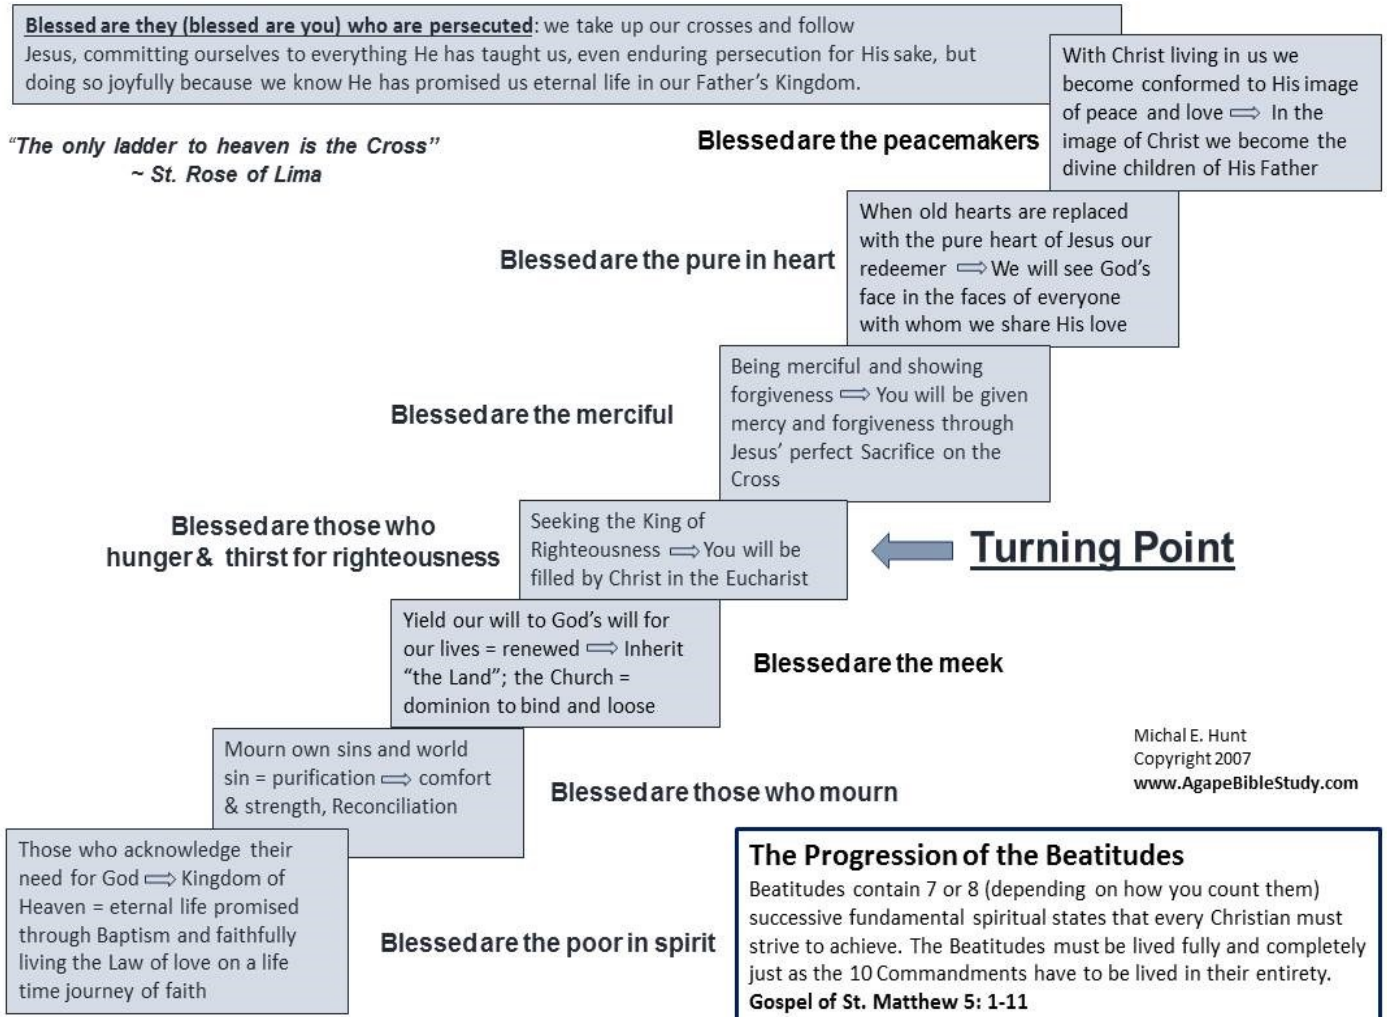 Blessed are they (blessed are you) who are persecuted: we take up our crosses and follow
Jesus, committing ourselves to everything He has taught us, even enduring persecution for His sake, but
doing so joyfully because we know He has promised us eternal life in our Father's Kingdom.
"The only ladder to heaven is the Cross"
~ St. Rose of Lima
Blessed are the peacemakers
With Christ living in us we
become conformed to His image
of peace and love ⇨ In the
image of Christ we become the
divine children of His Father
Blessed are the pure in heart
When old hearts are replaced
with the pure heart of Jesus our
redeemer ⇨ We will see God's
face in the faces of everyone
with whom we share His love
Blessed are the merciful
Being merciful and showing
forgiveness ⇨ You will be given
mercy and forgiveness through
Jesus' perfect Sacrifice on the
Cross
Blessed are those who
hunger & thirst for righteousness
Seeking the King of
Righteousness ⇨ You will be
filled by Christ in the Eucharist
Turning Point
Yield our will to God's will for
our lives = renewed ⇨ Inherit
"the Land"; the Church =
dominion to bind and loose
Blessed are the meek
Mourn own sins and world
sin = purification ⇨ comfort
& strength, Reconciliation
Blessed are those who mourn
Michal E. Hunt
Copyright 2007
www.AgapeBibleStudy.com
Those who acknowledge their
need for God ⇨ Kingdom of
Heaven = eternal life promised
through Baptism and faithfully
living the Law of love on a life
time journey of faith
Blessed are the poor in spirit
The Progression of the Beatitudes
Beatitudes contain 7 or 8 (depending on how you count them)
successive fundamental spiritual states that every Christian must
strive to achieve. The Beatitudes must be lived fully and completely
just as the 10 Commandments have to be lived in their entirety.
Gospel of St. Matthew 5: 1-11